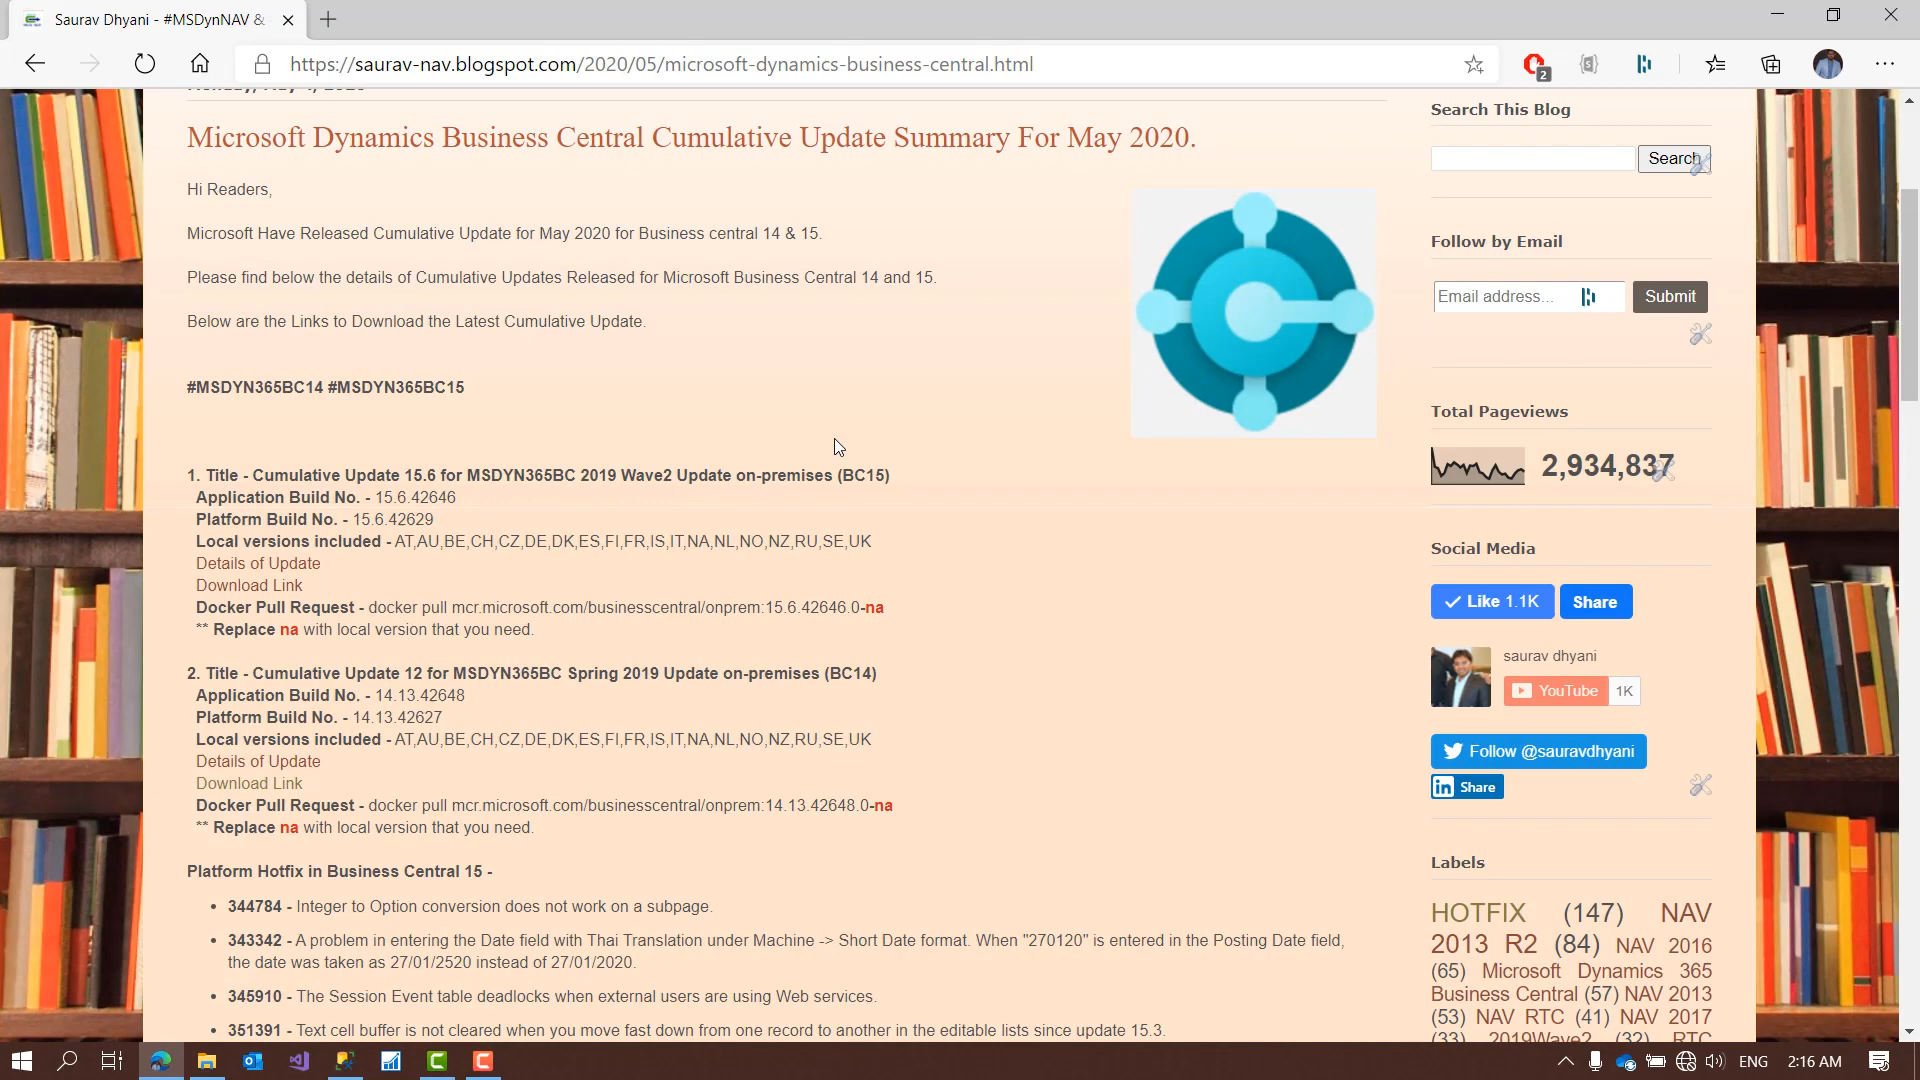 Saurav Dhyani - #MSDynNAV &
https://saurav-nav.blogspot.com/2020/05/microsoft-dynamics-business-central.html
2
Microsoft Dynamics Business Central Cumulative Update Summary For May 2020.
Hi Readers,
Microsoft Have Released Cumulative Update for May 2020 for Business central 14 & 15.
Please find below the details of Cumulative Updates Released for Microsoft Business Central 14 and 15.
Below are the Links to Download the Latest Cumulative Update.
#MSDYN365BC14 #MSDYN365BC15
1. Title - Cumulative Update 15.6 for MSDYN365BC 2019 Wave2 Update on-premises (BC15)
Application Build No. - 15.6.42646
Platform Build No. - 15.6.42629
Local versions included - AT,AU,BE,CH,CZ,DE,DK,ES,FI,FR,IS,IT,NA,NL,NO,NZ,RU,SE,UK
Details of Update
Download Link
Docker Pull Request - docker pull mcr.microsoft.com/businesscentral/onprem:15.6.42646.0-na
** Replace na with local version that you need.
2. Title - Cumulative Update 12 for MSDYN365BC Spring 2019 Update on-premises (BC14)
Application Build No. - 14.13.42648
Platform Build No. - 14.13.42627
Local versions included - AT,AU,BE,CH,CZ,DE,DK,ES,FI,FR,IS,IT,NA,NL,NO,NZ,RU,SE,UK
Details of Update
Download Link
Docker Pull Request - docker pull mcr.microsoft.com/businesscentral/onprem:14.13.42648.0-na
** Replace na with local version that you need.
Platform Hotfix in Business Central 15 -
• 344784 - Integer to Option conversion does not work on a subpage.
• 343342 - A problem in entering the Date field with Thai Translation under Machine -> Short Date format. When "270120" is entered in the Posting Date field,
the date was taken as 27/01/2520 instead of 27/01/2020.
• 345910 - The Session Event table deadlocks when external users are using Web services.
• 351391 - Text cell buffer is not cleared when you move fast down from one record to another in the editable lists since update 15.3.
Search This Blog
Search
Follow by Email
Email address...
Submit
Total Pageviews
2,934,837
Social Media
Like 1.1K
Share
saurav dhyani
YouTube 1K
Follow @sauravdhyani
in Share
Labels
HOTFIX (147) NAV
2013 R2 (84) NAV 2016
(65) Microsoft Dynamics 365
Business Central (57) NAV 2013
(53) NAV RTC (41) NAV 2017
(33) 2019Wave2 (32) RTC
ENG
2:16 AM